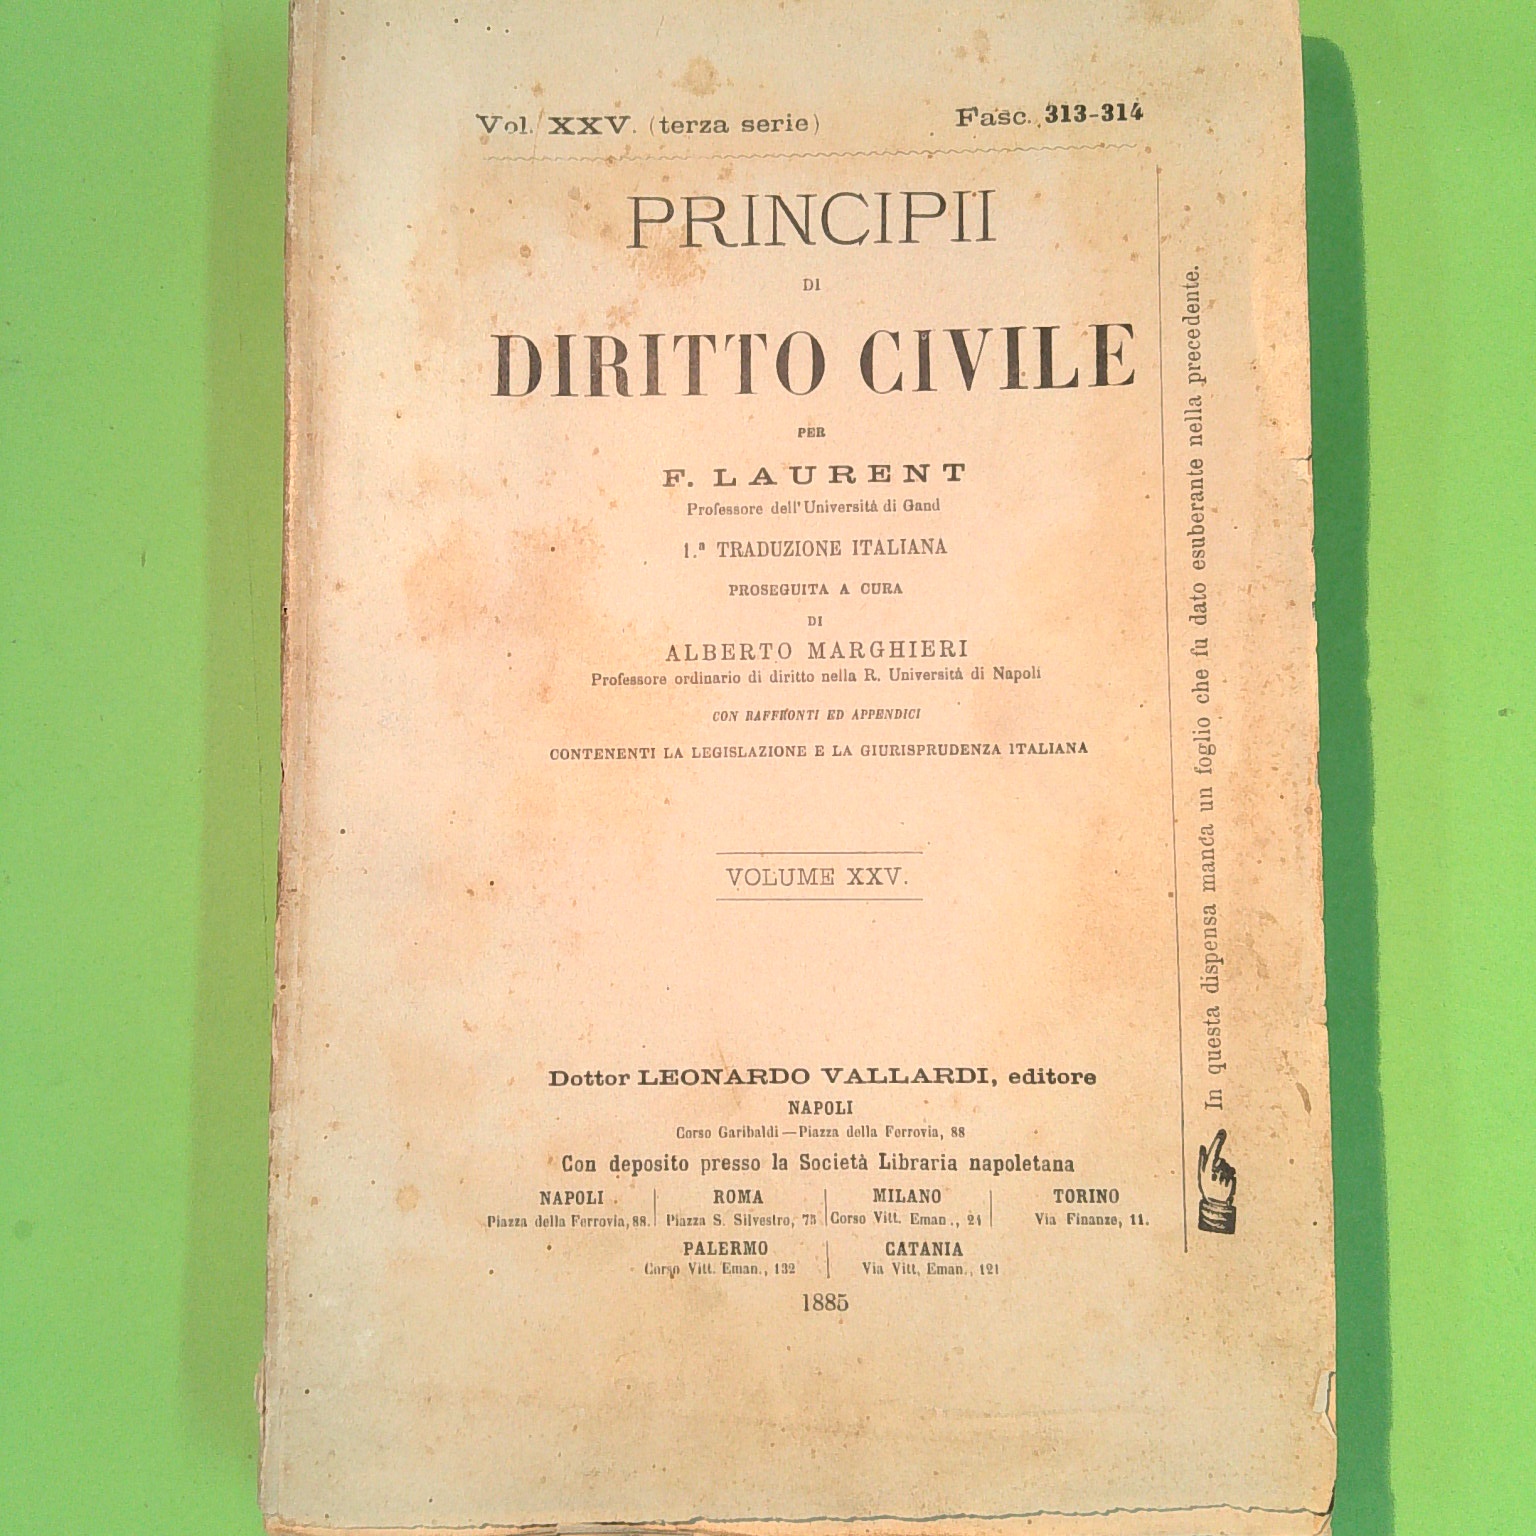 Vol. XXV. (terza serie) Fasc. 313-314
PRINCIPII
DI
DIRITTO CIVILE
PER
F. LAURENT
Professore dell'Università di Gand
1.ª TRADUZIONE ITALIANA
PROSEGUITA A CURA
DI
ALBERTO MARGHIERI
Professore ordinario di diritto nella R. Università di Napoli
CON RAFFRONTI ED APPENDICI
CONTENENTI LA LEGISLAZIONE E LA GIURISPRUDENZA ITALIANA
VOLUME XXV.
Dottor LEONARDO VALLARDI, editore
NAPOLI
Corso Garibaldi—Piazza della Ferrovia, 88
Con deposito presso la Società Libraria napoletana
NAPOLI ROMA MILANO TORINO
Piazza della Ferrovia, 88. Piazza S. Silvestro, 75 Corso Vitt. Eman., 21 Via Finanze, 11.
PALERMO CATANIA
Corso Vitt. Eman., 132 Via Vitt. Eman., 121
1885
In questa dispensa manca un foglio che fu dato esuberante nella precedente.